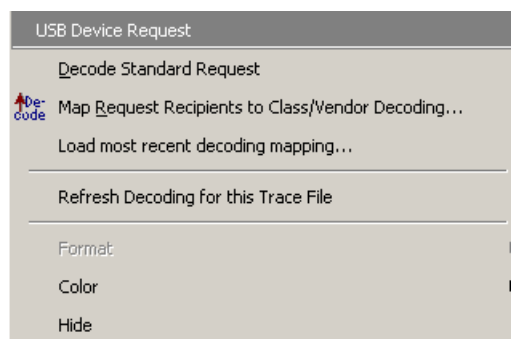 USB Device Request
Decode Standard Request
De-
code
Map Request Recipients to Class/Vendor Decoding...
Load most recent decoding mapping...
Refresh Decoding for this Trace File
Format
Color
Hide